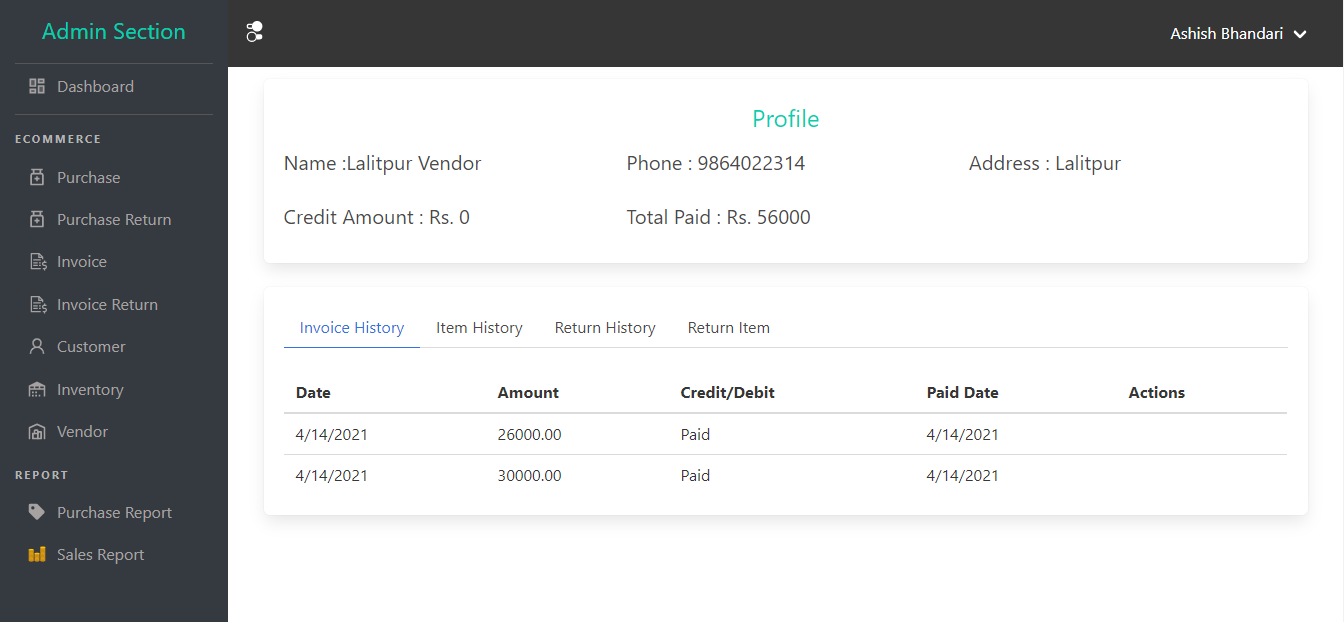 Admin Section
Ashish Bhandari
Dashboard
ECOMMERCE
Purchase
Purchase Return
Invoice
Invoice Return
Customer
Inventory
Vendor
REPORT
Purchase Report
Sales Report
Profile
Name :Lalitpur Vendor Phone : 9864022314 Address : Lalitpur
Credit Amount : Rs. 0 Total Paid : Rs. 56000
Invoice History Item History Return History Return Item
Date Amount Credit/Debit Paid Date Actions
4/14/2021 26000.00 Paid 4/14/2021
4/14/2021 30000.00 Paid 4/14/2021